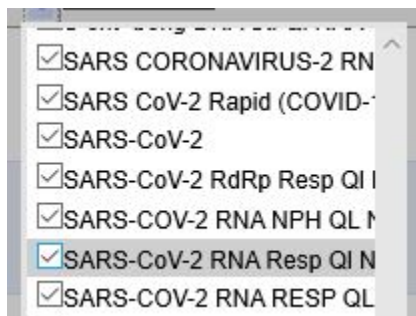 SARS CORONAVIRUS-2 RN
SARS CoV-2 Rapid (COVID-
SARS-CoV-2
SARS-CoV-2 RdRp Resp Ql
SARS-COV-2 RNA NPH QL N
SARS-CoV-2 RNA Resp Ql N
SARS-COV-2 RNA RESP QL